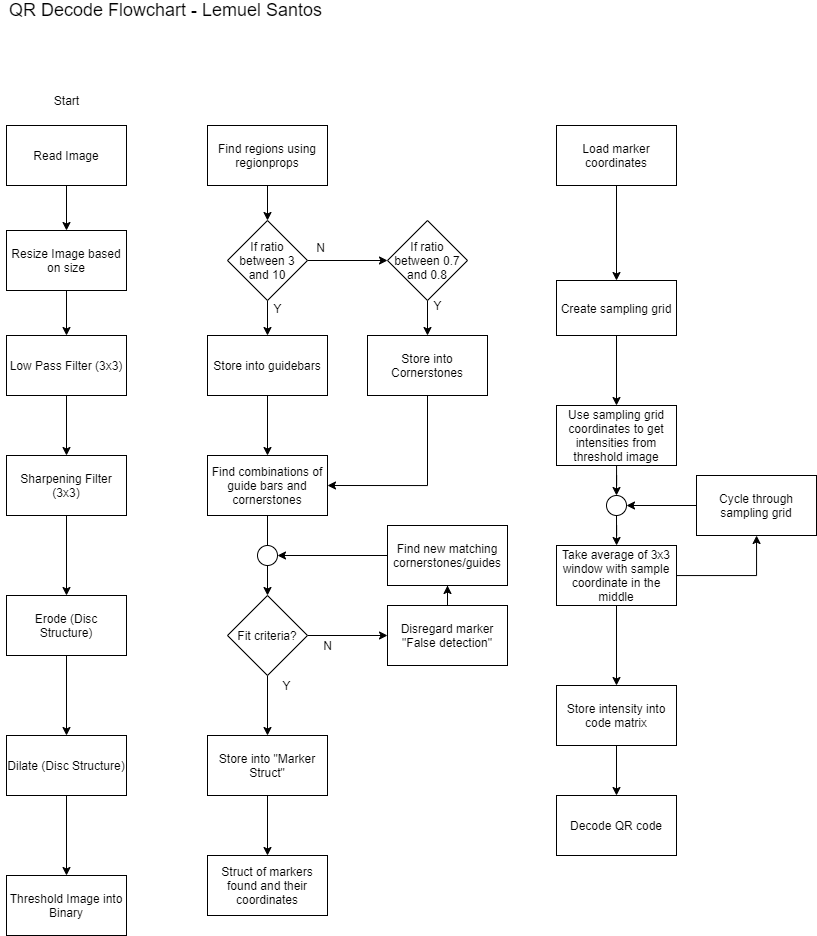 QR Decode Flowchart - Lemuel Santos
Start
Read Image
Resize Image based
on size
Low Pass Filter (3x3)
Sharpening Filter
(3x3)
Erode (Disc
Structure)
Dilate (Disc Structure)
Threshold Image into
Binary
Find regions using
regionprops
If ratio
between 3
and 10
N
If ratio
between 0.7
and 0.8
Y
Y
Store into guidebars
Store into
Cornerstones
Find combinations of
guide bars and
cornerstones
Find new matching
cornerstones/guides
Fit criteria?
N
Disregard marker
"False detection"
Y
Store into "Marker
Struct"
Struct of markers
found and their
coordinates
Load marker
coordinates
Create sampling grid
Use sampling grid
coordinates to get
intensities from
threshold image
Cycle through
sampling grid
Take average of 3x3
window with sample
coordinate in the
middle
Store intensity into
code matrix
Decode QR code